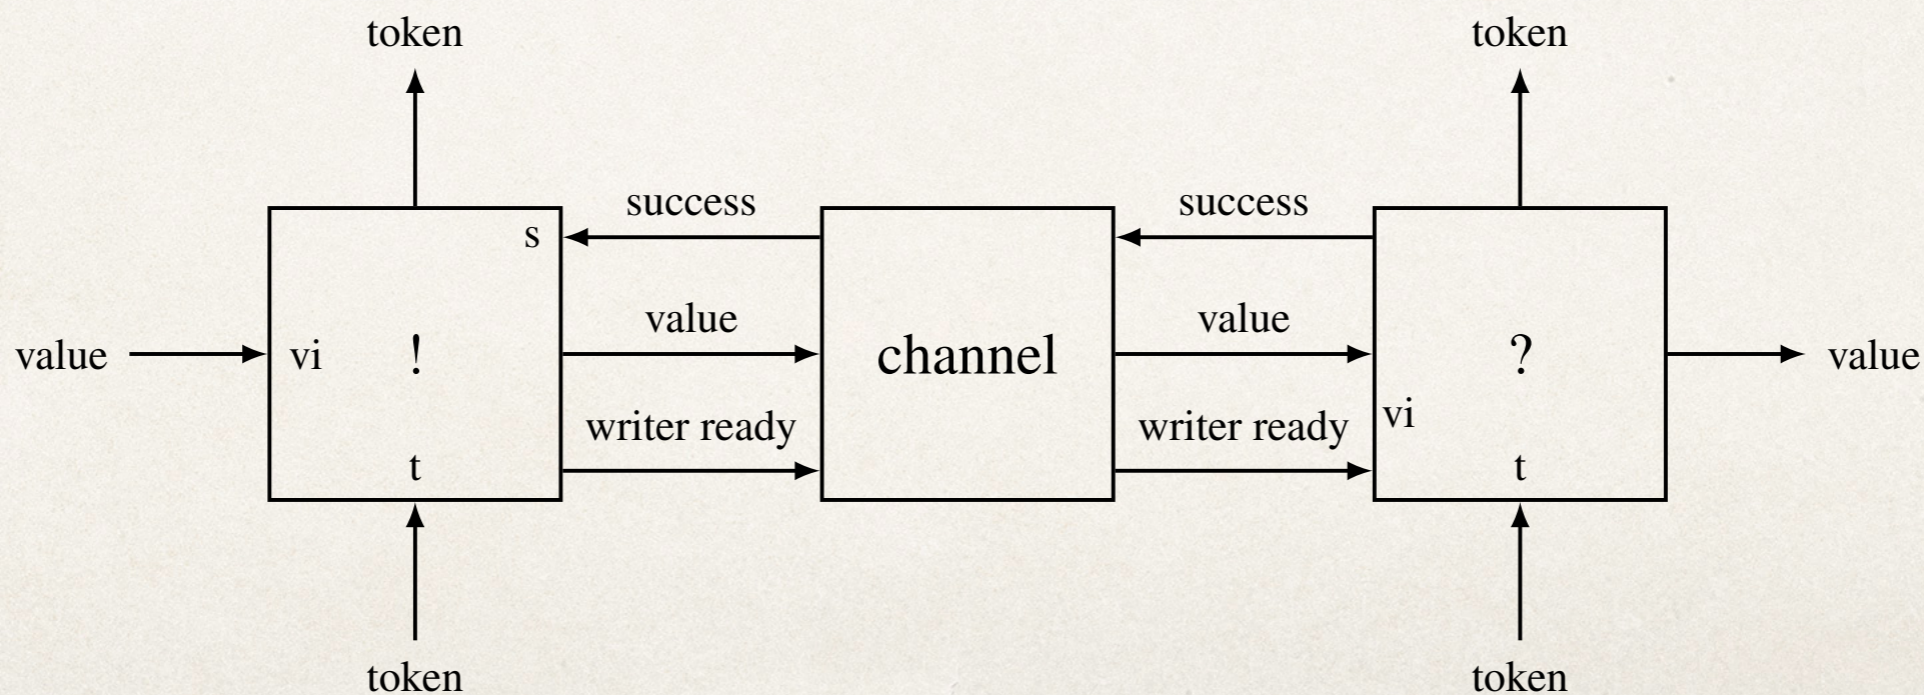 token token
success success
s
value value
value vi ! channel ? value
writer ready writer ready vi
t t
token token